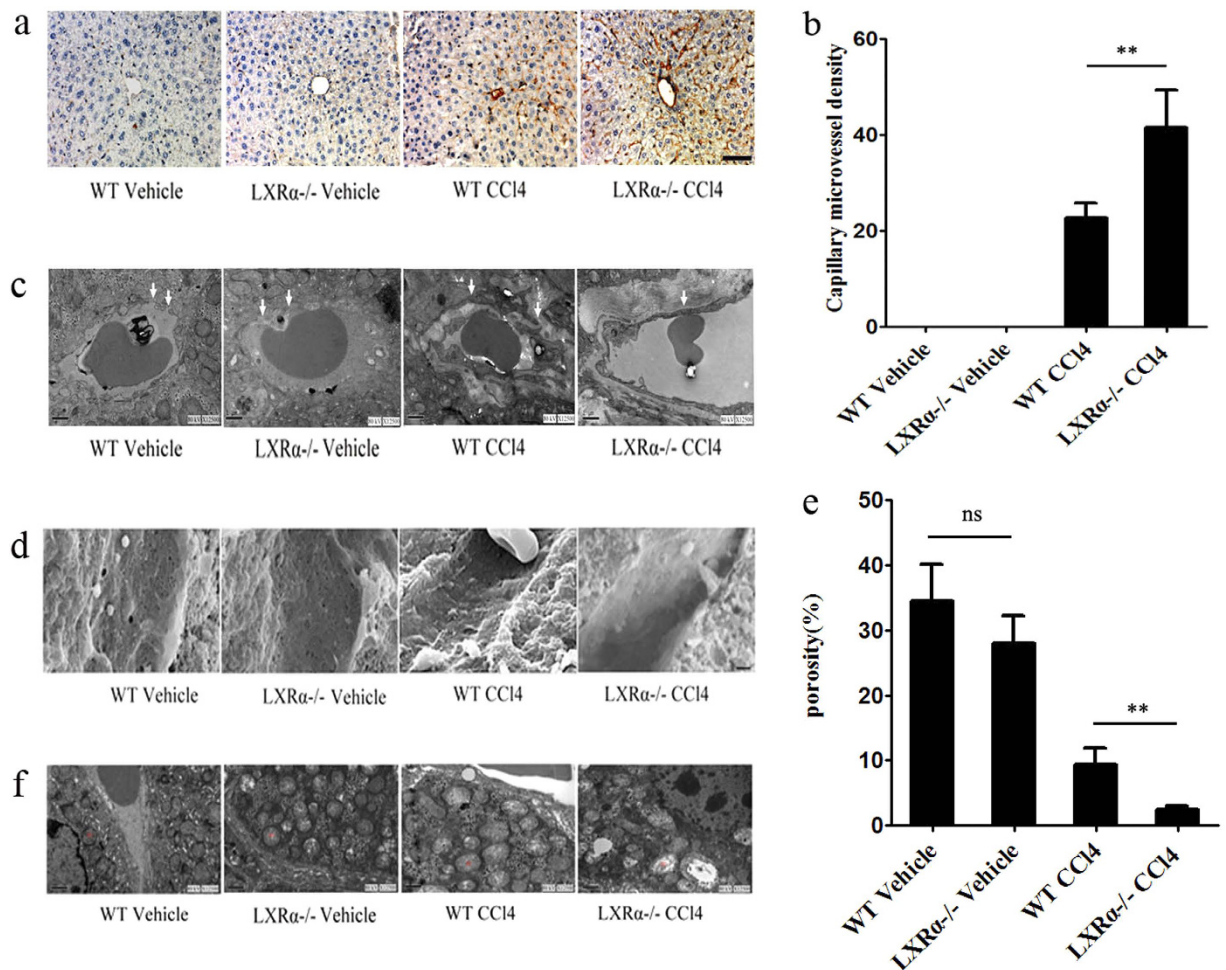 a
WT Vehicle
LXRα-/- Vehicle
WT CCl4
LXRα-/- CCl4
b
Capillary microvessel density
60
40
20
0
**
WT Vehicle
LXRα-/- Vehicle
WT CCl4
LXRα-/- CCl4
c
WT Vehicle
LXRα-/- Vehicle
WT CCl4
LXRα-/- CCl4
d
WT Vehicle
LXRα-/- Vehicle
WT CCl4
LXRα-/- CCl4
e
porosity(%)
50
40
30
20
10
0
ns
**
WT Vehicle
LXRα-/- Vehicle
WT CCl4
LXRα-/- CCl4
f
WT Vehicle
LXRα-/- Vehicle
WT CCl4
LXRα-/- CCl4